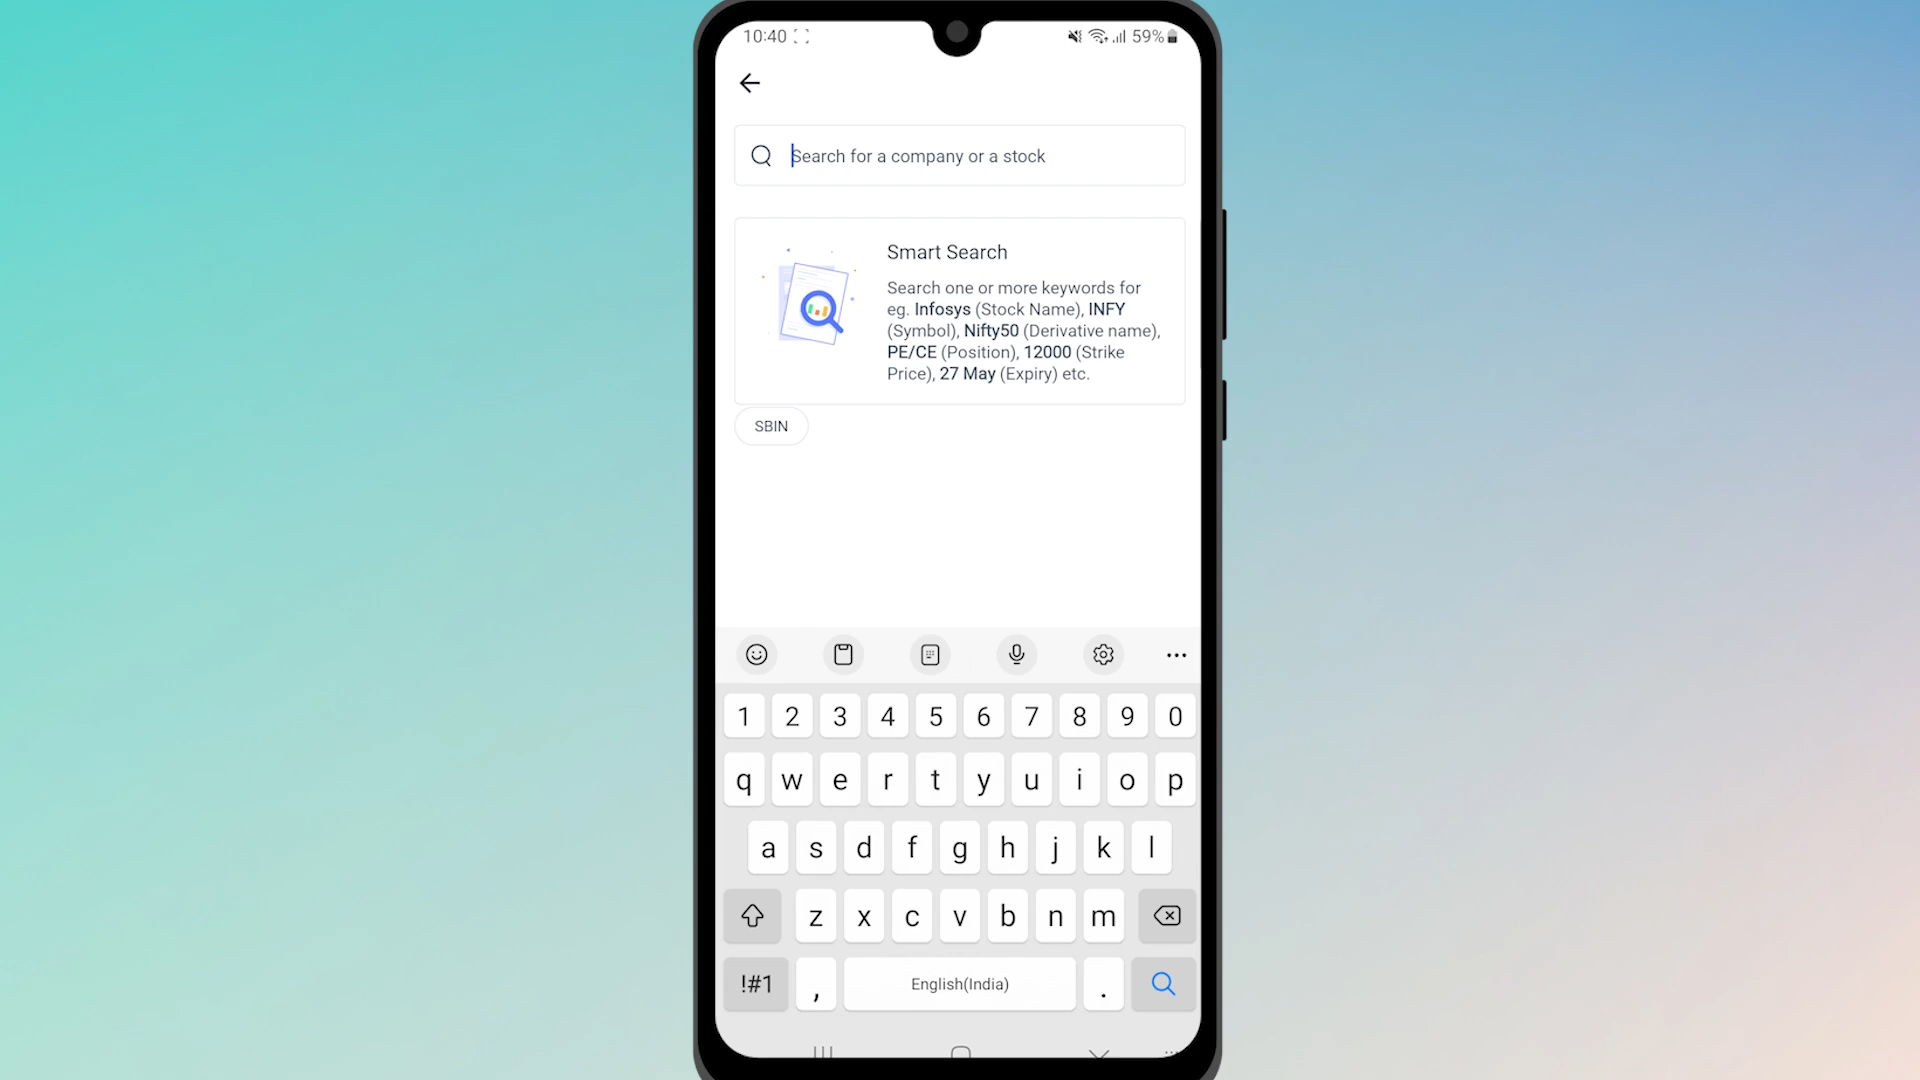 10:40
59%
Search for a company or a stock
Smart Search
Search one or more keywords for
eg. Infosys (Stock Name), INFY
(Symbol), Nifty50 (Derivative name),
PE/CE (Position), 12000 (Strike
Price), 27 May (Expiry) etc.
SBIN
1 2 3 4 5 6 7 8 9 0
q w e r t y u i o p
a s d f g h j k l
z x c v b n m
!#1 , English(India) .